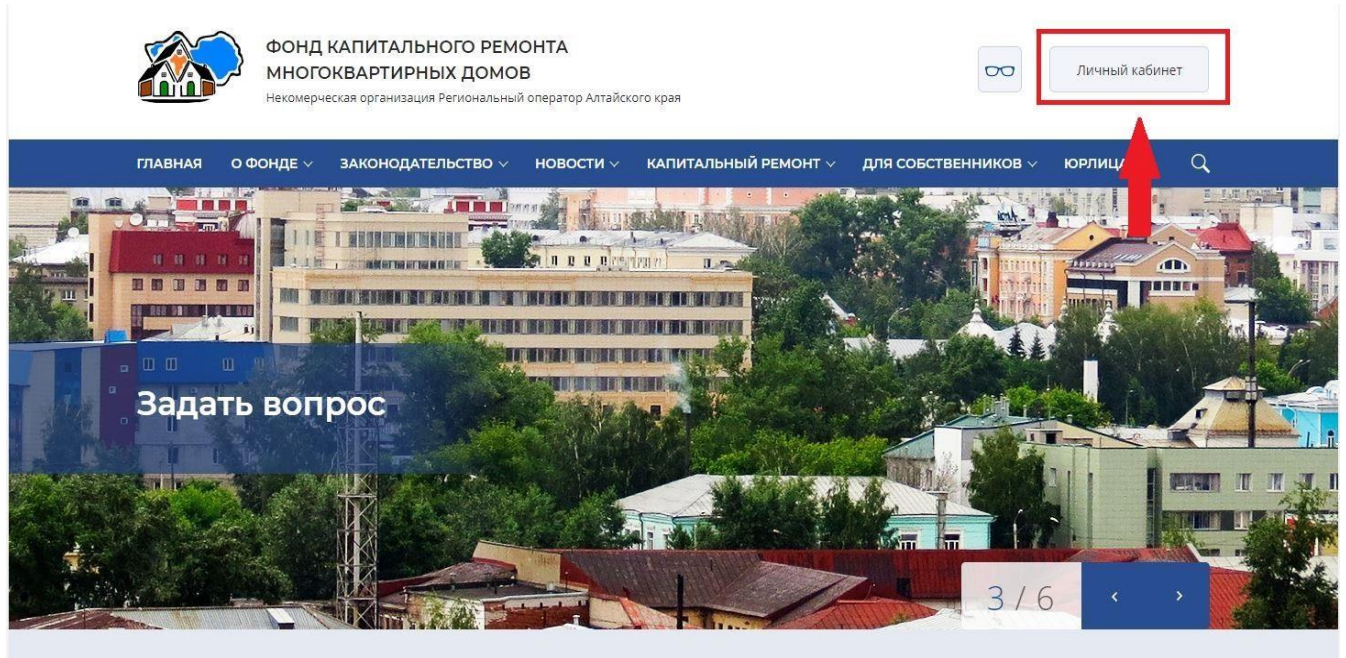 ФОНД КАПИТАЛЬНОГО РЕМОНТА
МНОГОКВАРТИРНЫХ ДОМОВ
Некомерческая организация Региональный оператор Алтайского края
Личный кабинет
ГЛАВНАЯ О ФОНДЕ ЗАКОНОДАТЕЛЬСТВО НОВОСТИ КАПИТАЛЬНЫЙ РЕМОНТ ДЛЯ СОБСТВЕННИКОВ ЮРЛИЦА
Задать вопрос
3 / 6